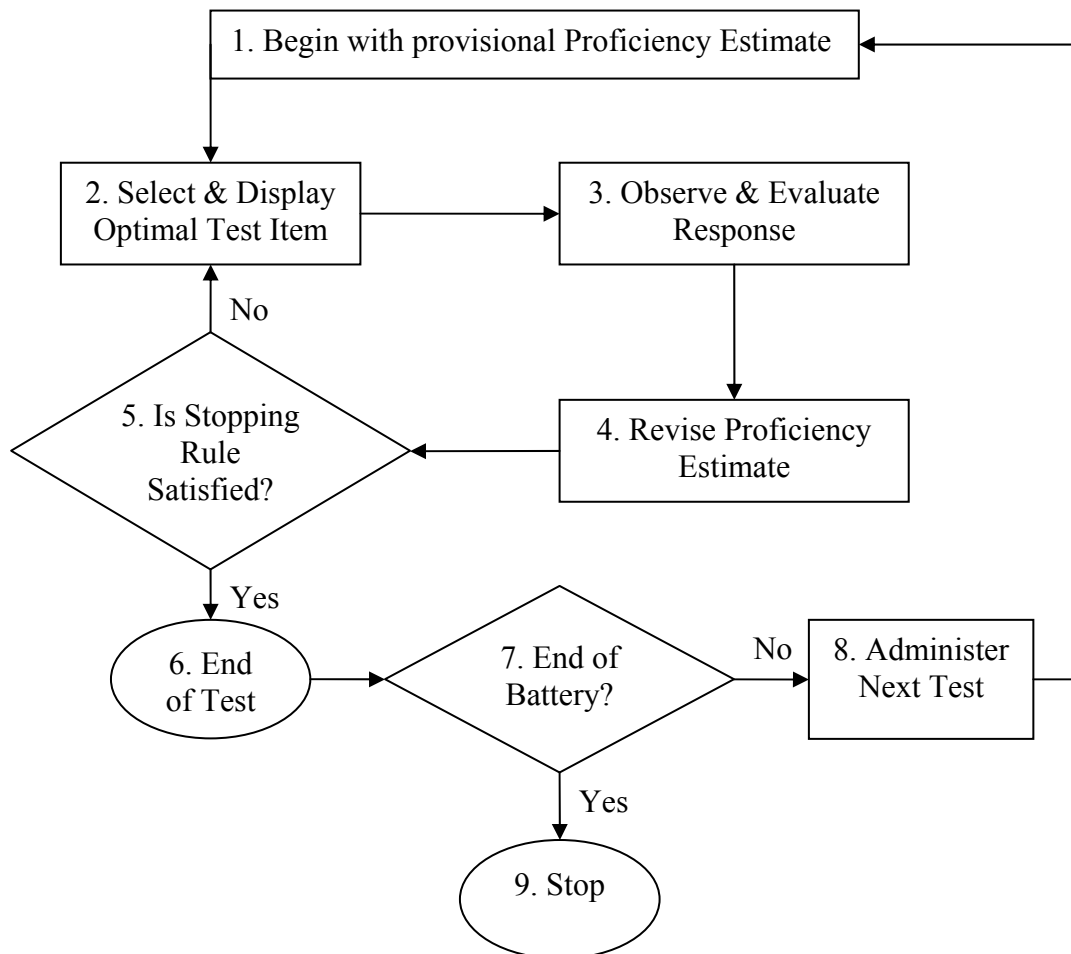 1. Begin with provisional Proficiency Estimate
2. Select & Display
Optimal Test Item
3. Observe & Evaluate
Response
No
5. Is Stopping
Rule
Satisfied?
4. Revise Proficiency
Estimate
Yes
6. End
of Test
7. End of
Battery?
No
8. Administer
Next Test
Yes
9. Stop